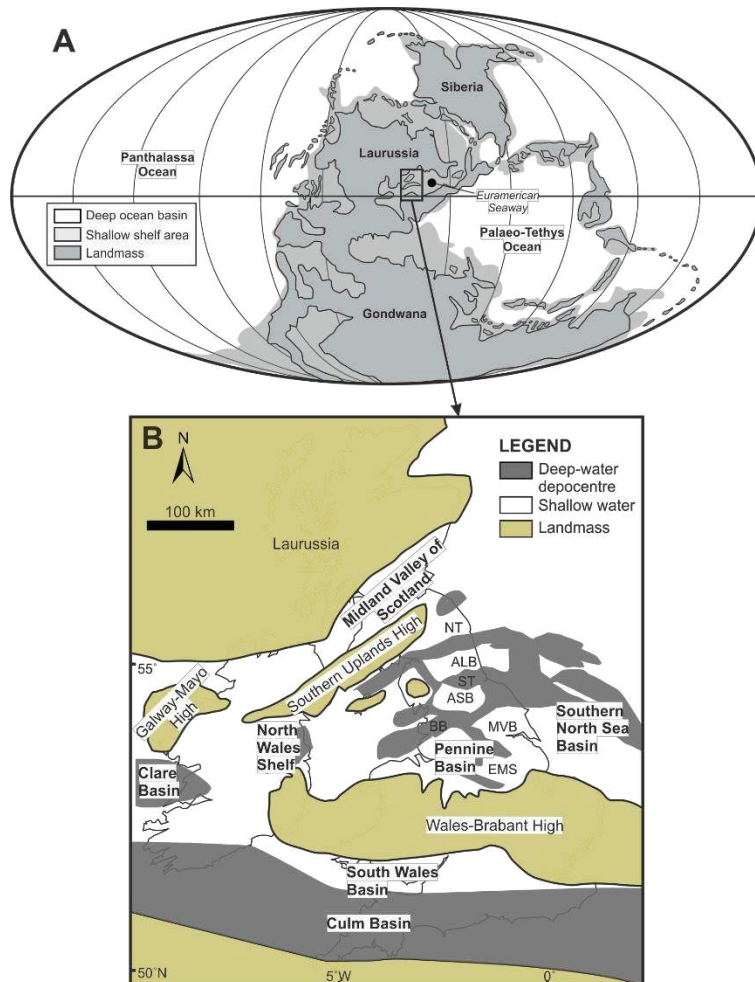 A
Siberia
Panthalassa
Ocean
Laurussia
Euramerican
Seaway
Deep ocean basin
Shallow shelf area
Landmass
Palaeo-Tethys
Ocean
Gondwana
B
N
100 km
LEGEND
Deep-water
depocentre
Shallow water
Landmass
Laurussia
Midland Valley of
Scotland
NT
55°
Southern Uplands High
ALB
ST
ASB
Galway-Mayo
High
Southern
North Sea
Basin
North
Wales
Shelf
BB
MVB
Pennine
Basin
EMS
Clare
Basin
Wales-Brabant High
South Wales
Basin
Culm Basin
50°N
5°W
0°